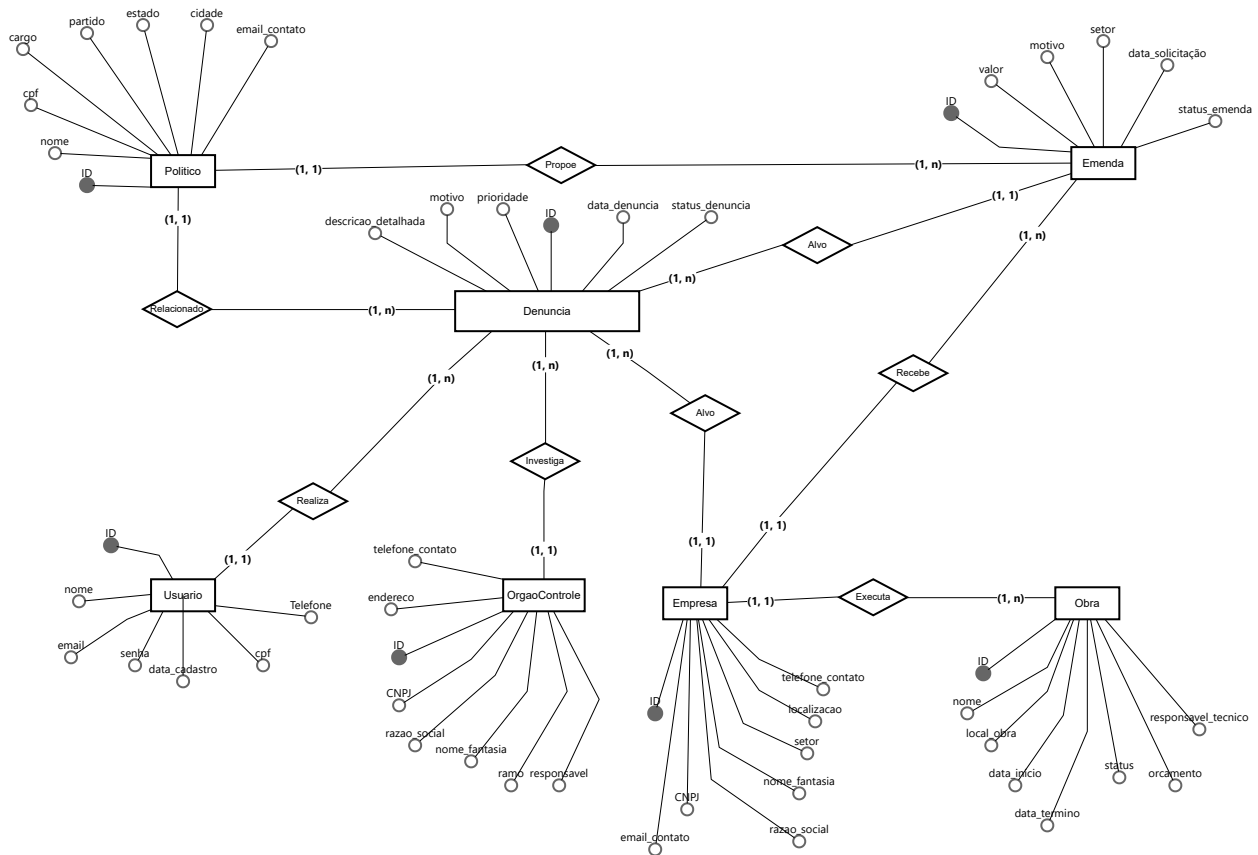 estado
cidade
partido
email_contato
cargo
cpf
nome
ID
Politico
(1, 1)
Propoe
(1, n)
setor
motivo
data_solicitação
valor
ID
status_emenda
Emenda
(1, 1)
(1, n)
(1, 1)
Relacionado
(1, n)
motivo
prioridade
ID
data_denuncia
status_denuncia
descricao_detalhada
Denuncia
(1, n)
Alvo
(1, n)
(1, n)
(1, n)
Recebe
Alvo
Investiga
Realiza
(1, 1)
(1, 1)
(1, 1)
(1, 1)
ID
nome
Usuario
Telefone
email
senha
data_cadastro
cpf
telefone_contato
endereco
OrgaoControle
ID
CNPJ
razao_social
nome_fantasia
ramo
responsavel
Empresa
(1, 1)
Executa
(1, n)
Obra
telefone_contato
ID
localizacao
setor
nome_fantasia
CNPJ
email_contato
razao_social
ID
nome
responsavel_tecnico
local_obra
data_inicio
status
orcamento
data_termino